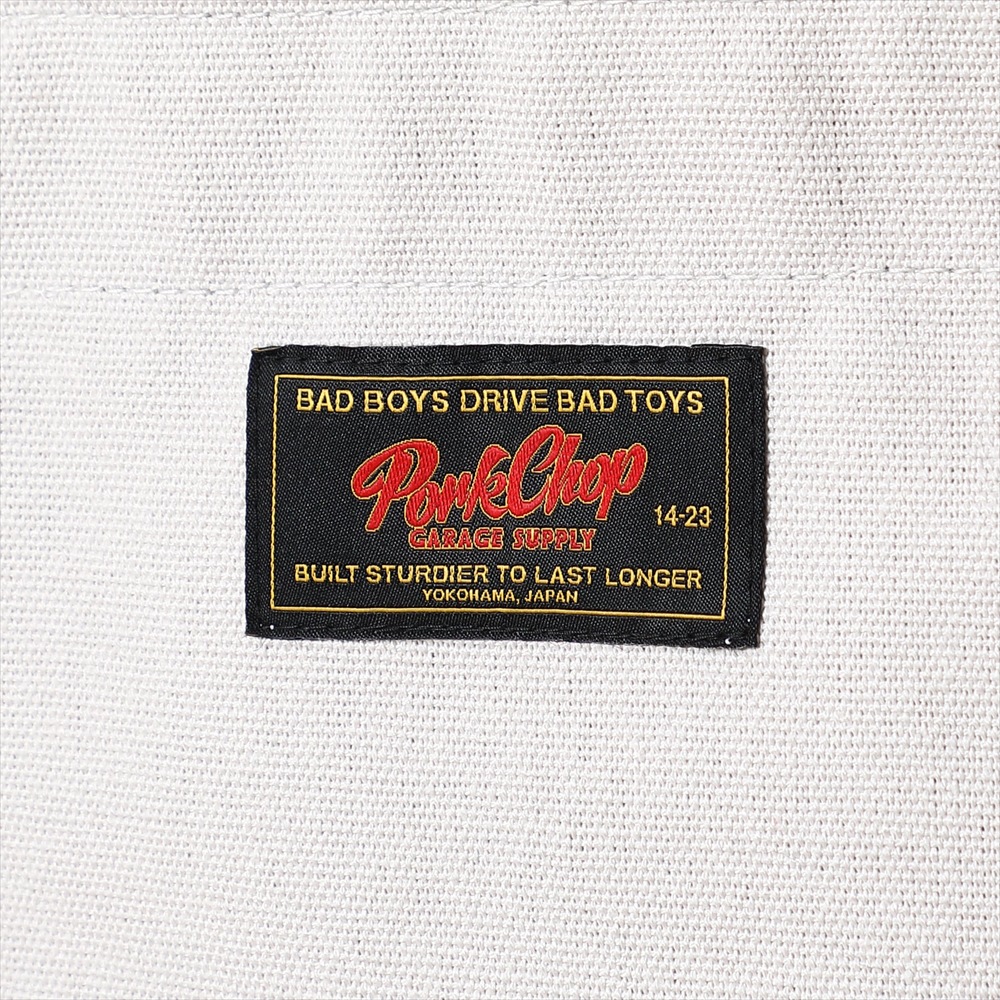 BAD BOYS DRIVE BAD TOYS
PorkChop
14-23
GARAGE SUPPLY
BUILT STURDIER TO LAST LONGER
YOKOHAMA, JAPAN